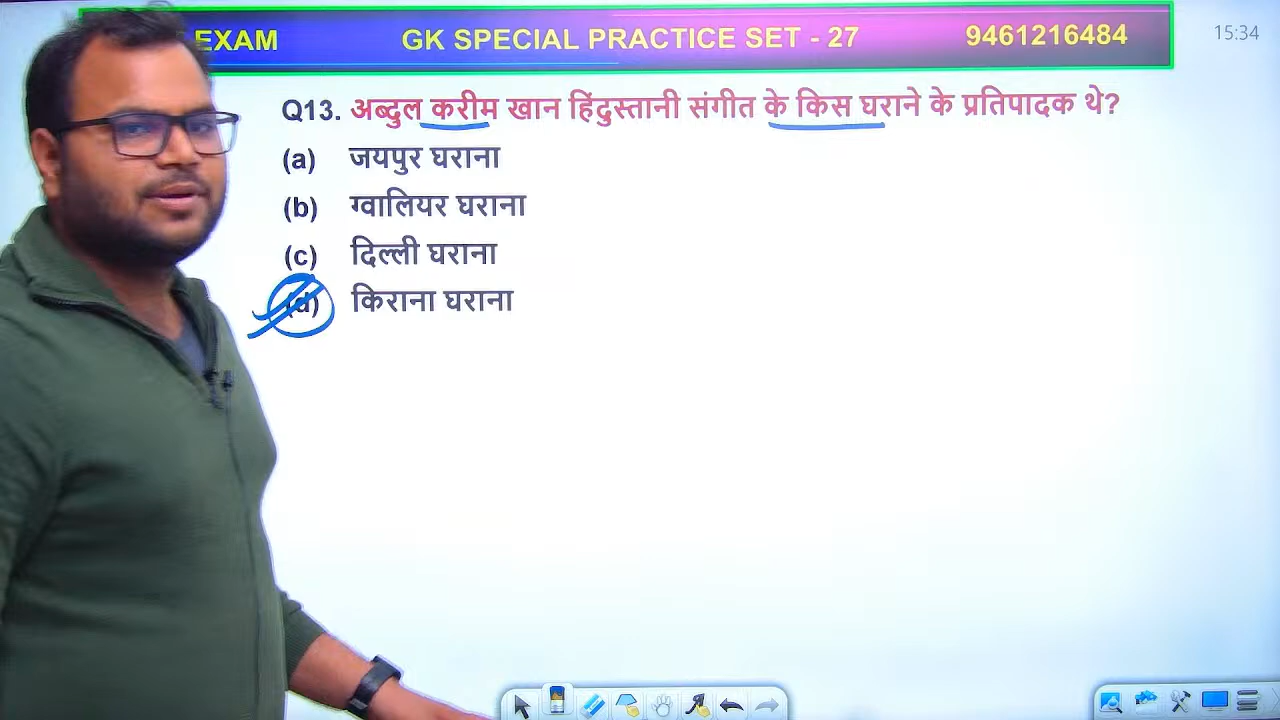 EXAM GK SPECIAL PRACTICE SET - 27 9461216484
15:34
Q13. अब्दुल करीम खान हिंदुस्तानी संगीत के किस घराने के प्रतिपादक थे?
(a) जयपुर घराना
(b) ग्वालियर घराना
(c) दिल्ली घराना
(d) किराना घराना